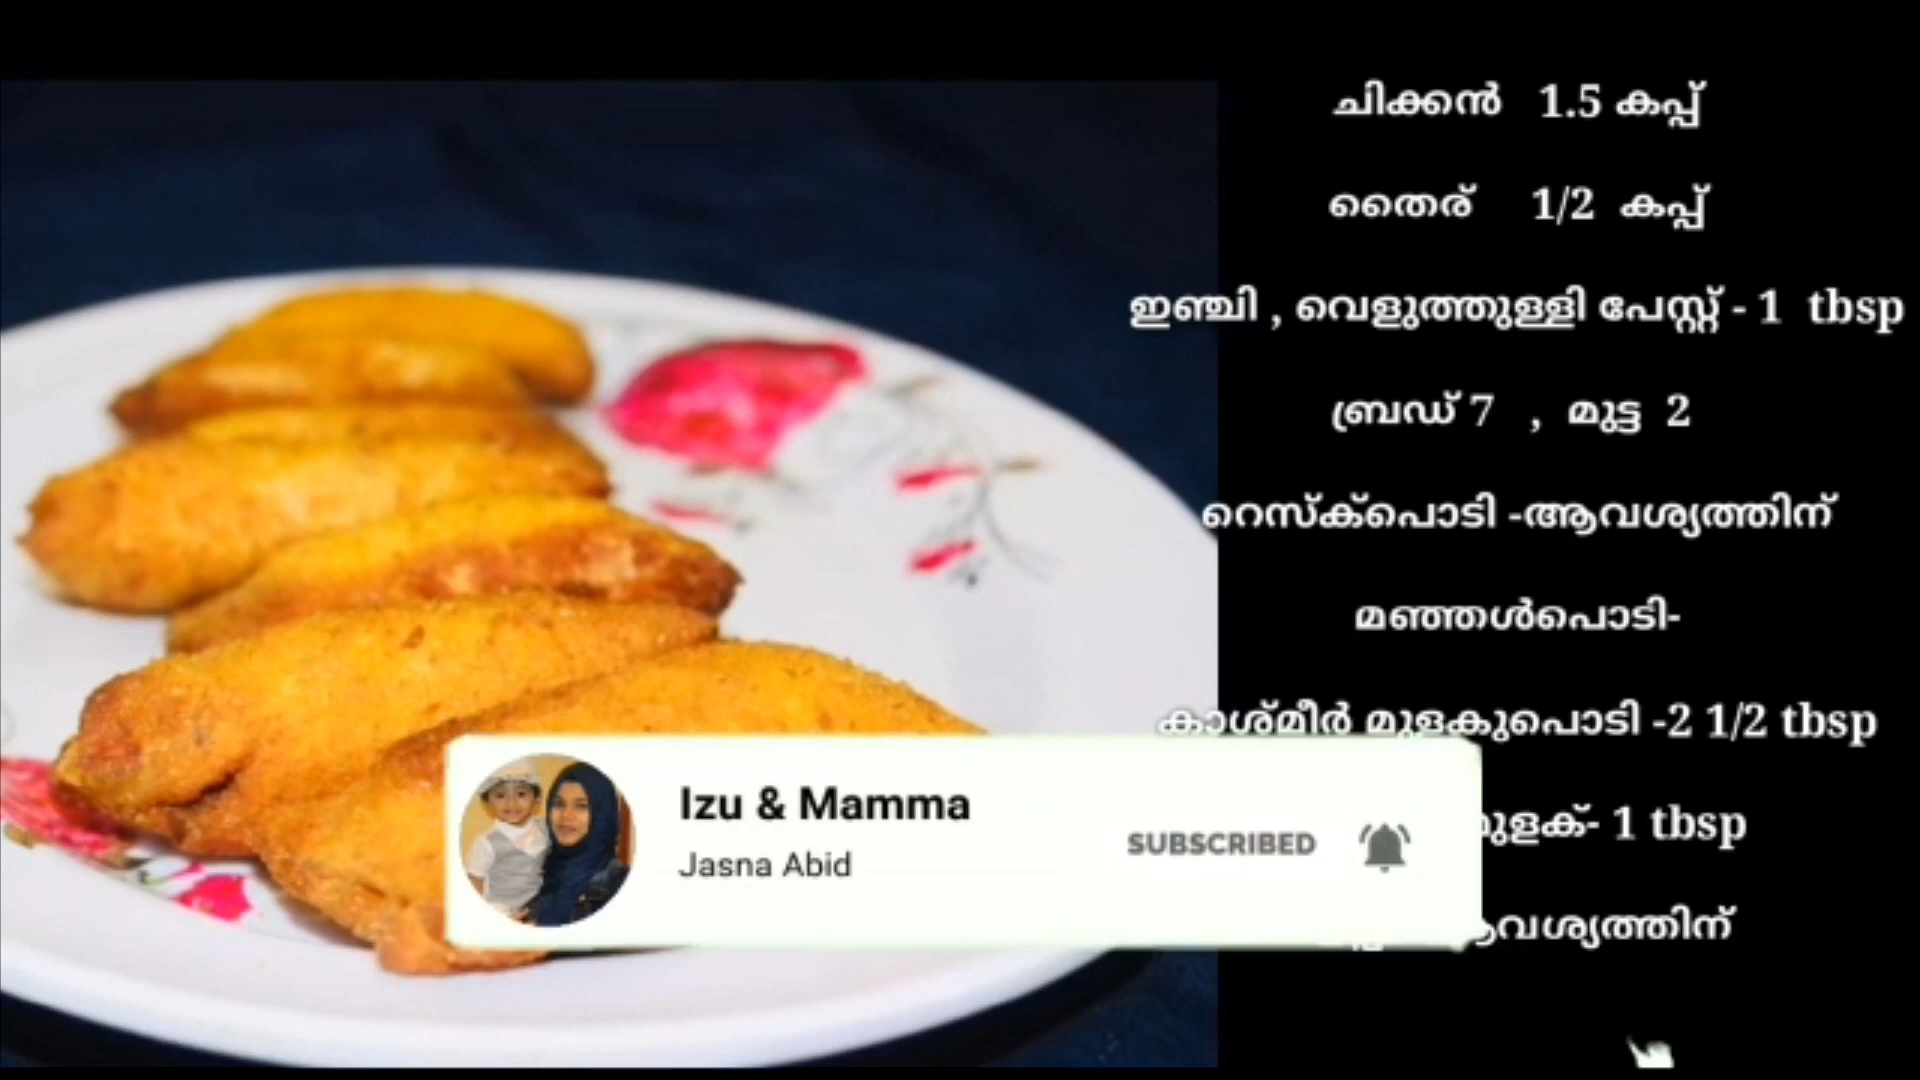 ചിക്കൻ 1.5 കപ്പ്
തൈര് 1/2 കപ്പ്
ഇഞ്ചി , വെളുത്തുള്ളി പേസ്റ്റ് - 1 tbsp
ബ്രഡ് 7 , മുട്ട 2
റെസ്ക്പൊടി -ആവശ്യത്തിന്
മഞ്ഞൾപൊടി-
കാശ്മീർ മുളകുപൊടി -2 1/2 tbsp
1 tbsp
ആവശ്യത്തിന്
Izu & Mamma
Jasna Abid
SUBSCRIBED